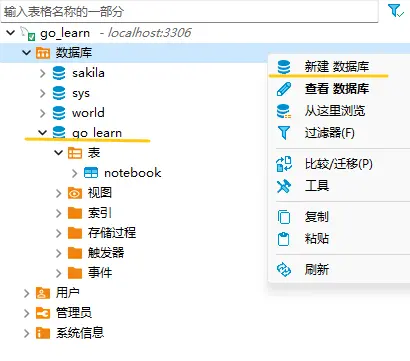 输入表格名称的一部分
go_learn - localhost:3306
数据库
sakila
sys
world
go_learn
表
notebook
视图
索引
存储过程
触发器
事件
用户
管理员
系统信息
新建 数据库
查看 数据库
从这里浏览
过滤器(F)
比较/迁移(P)
工具
复制
粘贴
刷新